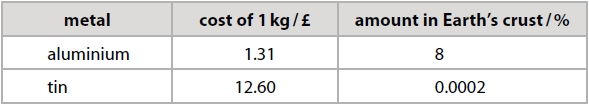 metal cost of 1 kg / £ amount in Earth's crust / %
aluminium 1.31 8
tin 12.60 0.0002